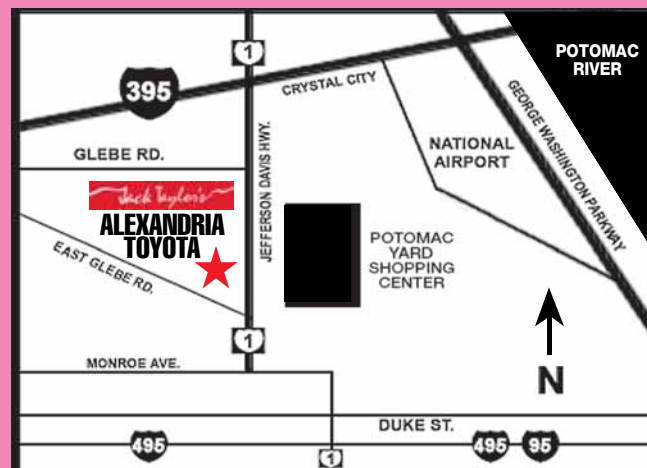 1
POTOMAC
RIVER
395
CRYSTAL CITY
GEORGE WASHINGTON PARKWAY
JEFFERSON DAVIS HWY.
GLEBE RD.
NATIONAL
AIRPORT
Jack Taylor's
ALEXANDRIA
TOYOTA
EAST GLEBE RD.
POTOMAC
YARD
SHOPPING
CENTER
1
MONROE AVE.
N
DUKE ST.
495
1
495
95